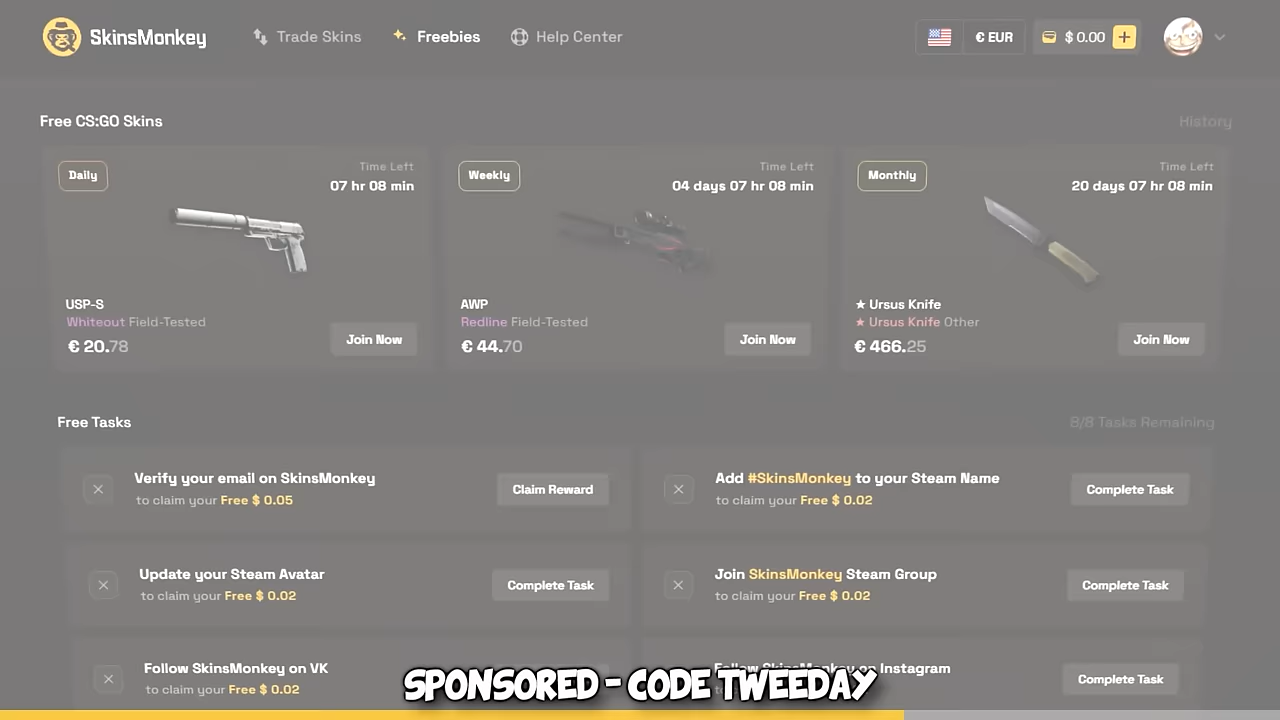 SkinsMonkey
Trade Skins
Freebies
Help Center
€ EUR
$ 0.00
Free CS:GO Skins
History
Daily
Time Left
07 hr 08 min
USP-S
Whiteout Field-Tested
€ 20.78
Join Now
Weekly
Time Left
04 days 07 hr 08 min
AWP
Redline Field-Tested
€ 44.70
Join Now
Monthly
Time Left
20 days 07 hr 08 min
★ Ursus Knife
★ Ursus Knife Other
€ 466.25
Join Now
Free Tasks
8/8 Tasks Remaining
Verify your email on SkinsMonkey
to claim your Free $ 0.05
Claim Reward
Add #SkinsMonkey to your Steam Name
to claim your Free $ 0.02
Complete Task
Update your Steam Avatar
to claim your Free $ 0.02
Complete Task
Join SkinsMonkey Steam Group
to claim your Free $ 0.02
Complete Task
Follow SkinsMonkey on VK
to claim your Free $ 0.02
Follow SkinsMonkey on Instagram
Complete Task
SPONSORED - CODE TWEEDAY